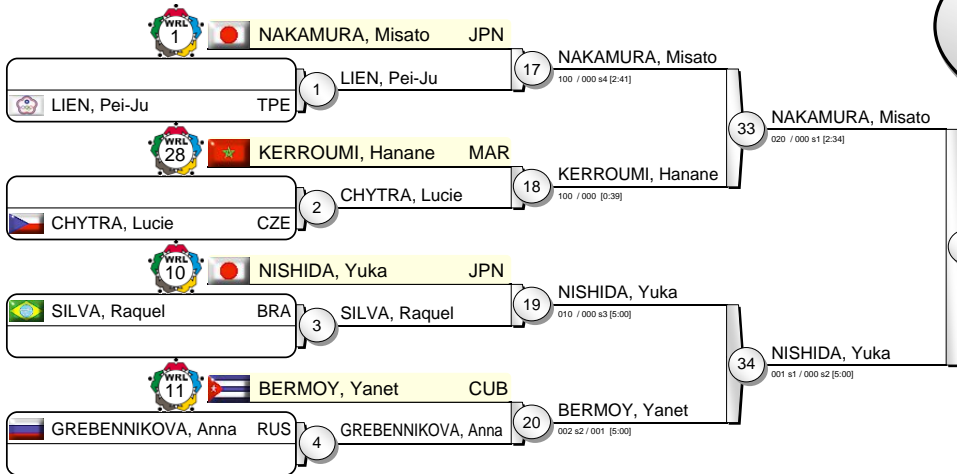 WRL 1 NAKAMURA, Misato JPN
LIEN, Pei-Ju TPE
1 LIEN, Pei-Ju
17 NAKAMURA, Misato
100 / 000 s4 [2:41]
WRL 28 KERROUMI, Hanane MAR
CHYTRA, Lucie CZE
2 CHYTRA, Lucie
18 KERROUMI, Hanane
100 / 000 [0:39]
33 NAKAMURA, Misato
020 / 000 s1 [2:34]
WRL 10 NISHIDA, Yuka JPN
SILVA, Raquel BRA
3 SILVA, Raquel
19 NISHIDA, Yuka
010 / 000 s3 [5:00]
WRL 11 BERMOY, Yanet CUB
GREBENNIKOVA, Anna RUS
4 GREBENNIKOVA, Anna
20 BERMOY, Yanet
002 s2 / 001 [5:00]
34 NISHIDA, Yuka
001 s1 / 000 s2 [5:00]